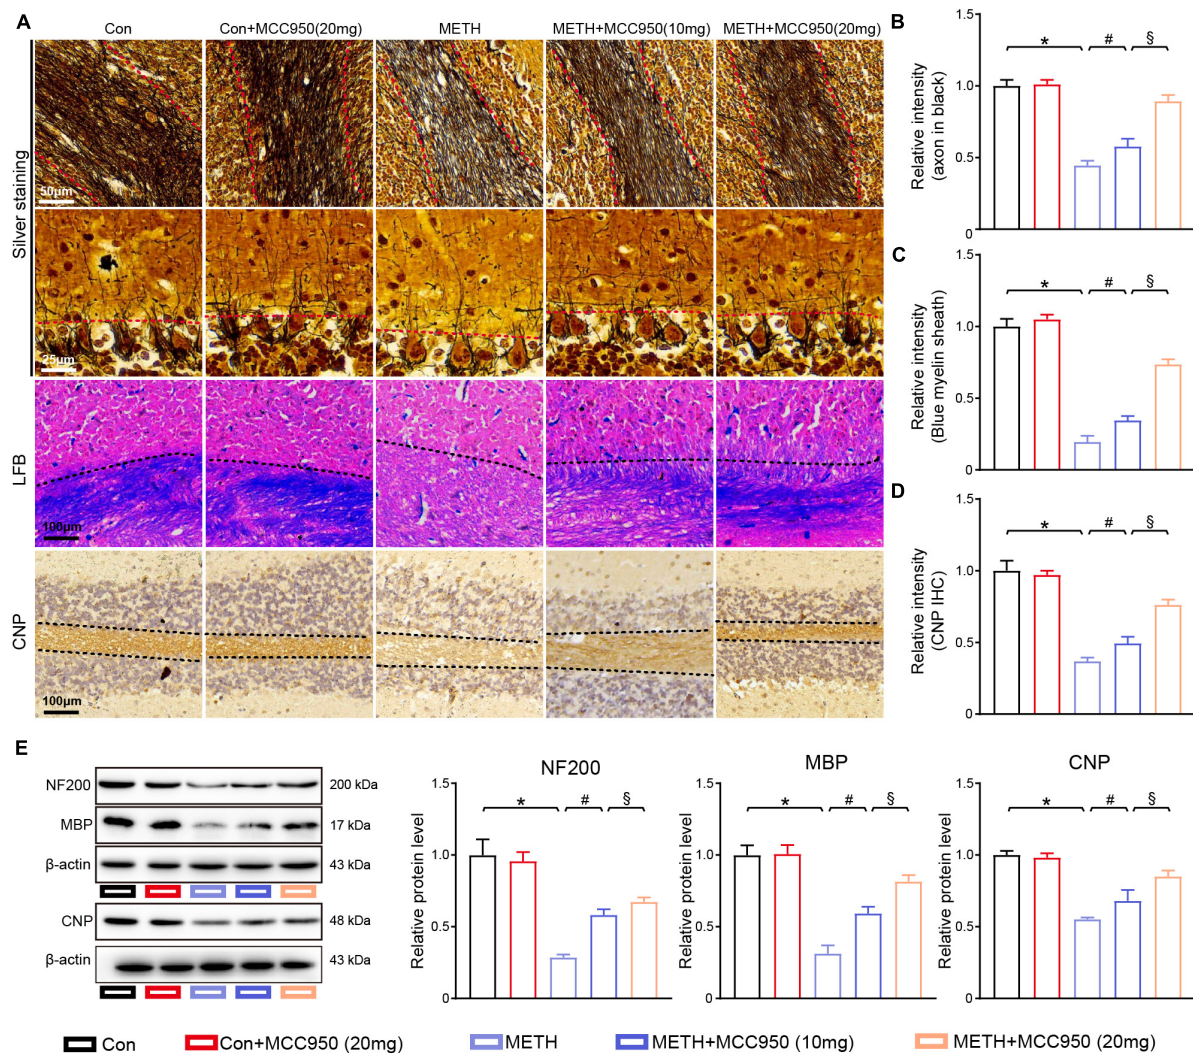 A
Con
Con+MCC950(20mg)
METH
METH+MCC950(10mg)
METH+MCC950(20mg)
Silver staining
50μm
25μm
LFB
100μm
CNP
100μm
B
Relative intensity
(axon in black)
1.5
1.0
0.5
0
* # §
C
Relative intensity
(Blue myelin sheath)
1.5
1.0
0.5
0
* # §
D
Relative intensity
(CNP IHC)
1.5
1.0
0.5
0
* # §
E
NF200 200 kDa
MBP 17 kDa
β-actin 43 kDa
CNP 48 kDa
β-actin 43 kDa
NF200
Relative protein level
1.5
1.0
0.5
0
* # §
MBP
Relative protein level
1.5
1.0
0.5
0
* # §
CNP
Relative protein level
1.5
1.0
0.5
0
* # §
Con
Con+MCC950 (20mg)
METH
METH+MCC950 (10mg)
METH+MCC950 (20mg)